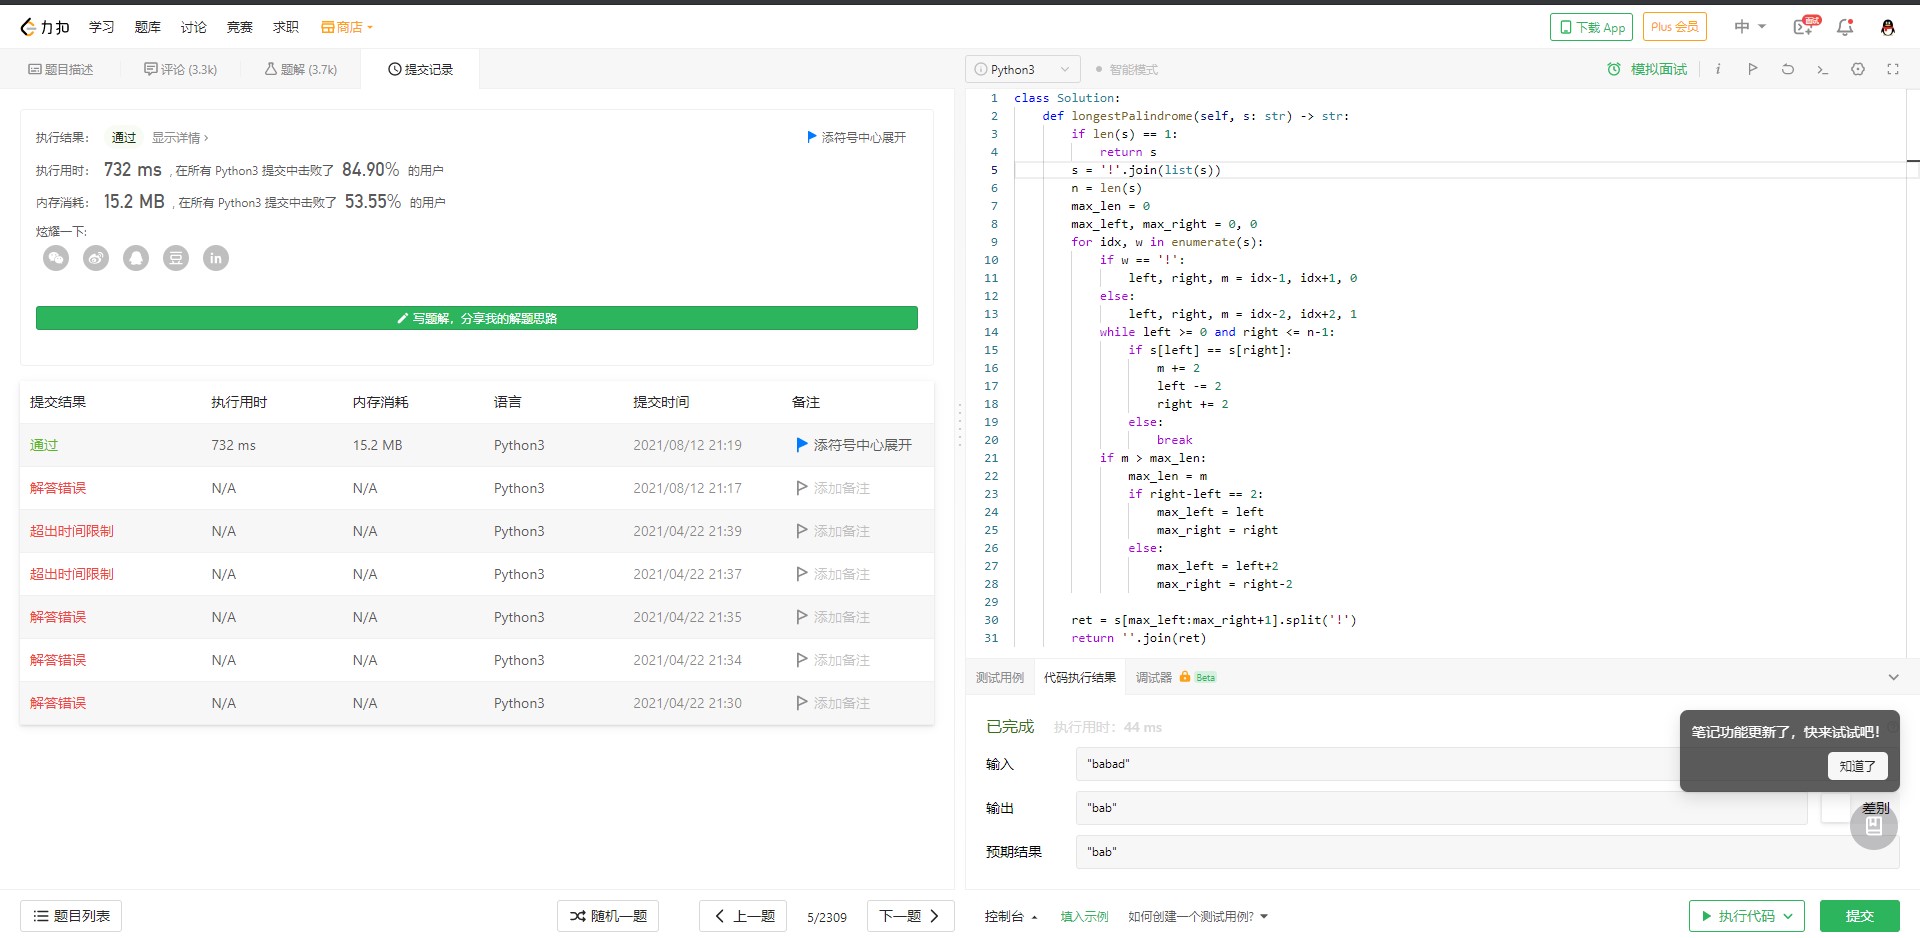 力扣 学习 题库 讨论 竞赛 求职 商店
下载 App Plus 会员 中 面试
题目描述 评论 (3.3k) 题解 (3.7k) 提交记录
执行结果： 通过 显示详情 › 添符号中心展开
执行用时： 732 ms , 在所有 Python3 提交中击败了 84.90% 的用户
内存消耗： 15.2 MB , 在所有 Python3 提交中击败了 53.55% 的用户
炫耀一下:
豆 in
写题解，分享我的解题思路
提交结果 执行用时 内存消耗 语言 提交时间 备注
通过 732 ms 15.2 MB Python3 2021/08/12 21:19 添符号中心展开
解答错误 N/A N/A Python3 2021/08/12 21:17 添加备注
超出时间限制 N/A N/A Python3 2021/04/22 21:39 添加备注
超出时间限制 N/A N/A Python3 2021/04/22 21:37 添加备注
解答错误 N/A N/A Python3 2021/04/22 21:35 添加备注
解答错误 N/A N/A Python3 2021/04/22 21:34 添加备注
解答错误 N/A N/A Python3 2021/04/22 21:30 添加备注
题目列表 随机一题 上一题 5/2309 下一题
Python3 智能模式 模拟面试
1 class Solution:
2     def longestPalindrome(self, s: str) -> str:
3         if len(s) == 1:
4             return s
5         s = '!'.join(list(s))
6         n = len(s)
7         max_len = 0
8         max_left, max_right = 0, 0
9         for idx, w in enumerate(s):
10             if w == '!':
11                 left, right, m = idx-1, idx+1, 0
12             else:
13                 left, right, m = idx-2, idx+2, 1
14             while left >= 0 and right <= n-1:
15                 if s[left] == s[right]:
16                     m += 2
17                     left -= 2
18                     right += 2
19                 else:
20                     break
21             if m > max_len:
22                 max_len = m
23                 if right-left == 2:
24                     max_left = left
25                     max_right = right
26                 else:
27                     max_left = left+2
28                     max_right = right-2
29
30         ret = s[max_left:max_right+1].split('!')
31         return ''.join(ret)
测试用例 代码执行结果 调试器 Beta
已完成 执行用时： 44 ms
笔记功能更新了，快来试试吧！
知道了
输入 "babad"
输出 "bab" 差别
预期结果 "bab"
控制台 填入示例 如何创建一个测试用例? 执行代码 提交